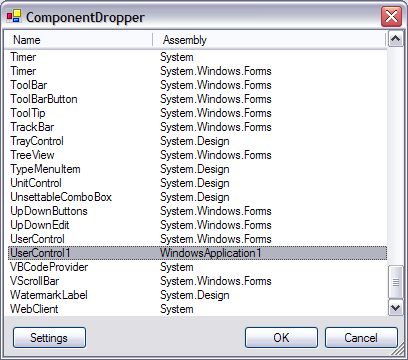 ComponentDropper
Name Assembly
Timer System
Timer System.Windows.Forms
ToolBar System.Windows.Forms
ToolBarButton System.Windows.Forms
ToolTip System.Windows.Forms
TrackBar System.Windows.Forms
TrayControl System.Design
TreeView System.Windows.Forms
TypeMenuItem System.Design
UnitControl System.Design
UnsettableComboBox System.Design
UpDownButtons System.Windows.Forms
UpDownEdit System.Windows.Forms
UserControl System.Windows.Forms
UserControl1 WindowsApplication1
VBCodeProvider System
VScrollBar System.Windows.Forms
WatermarkLabel System.Design
WebClient System
Settings OK Cancel